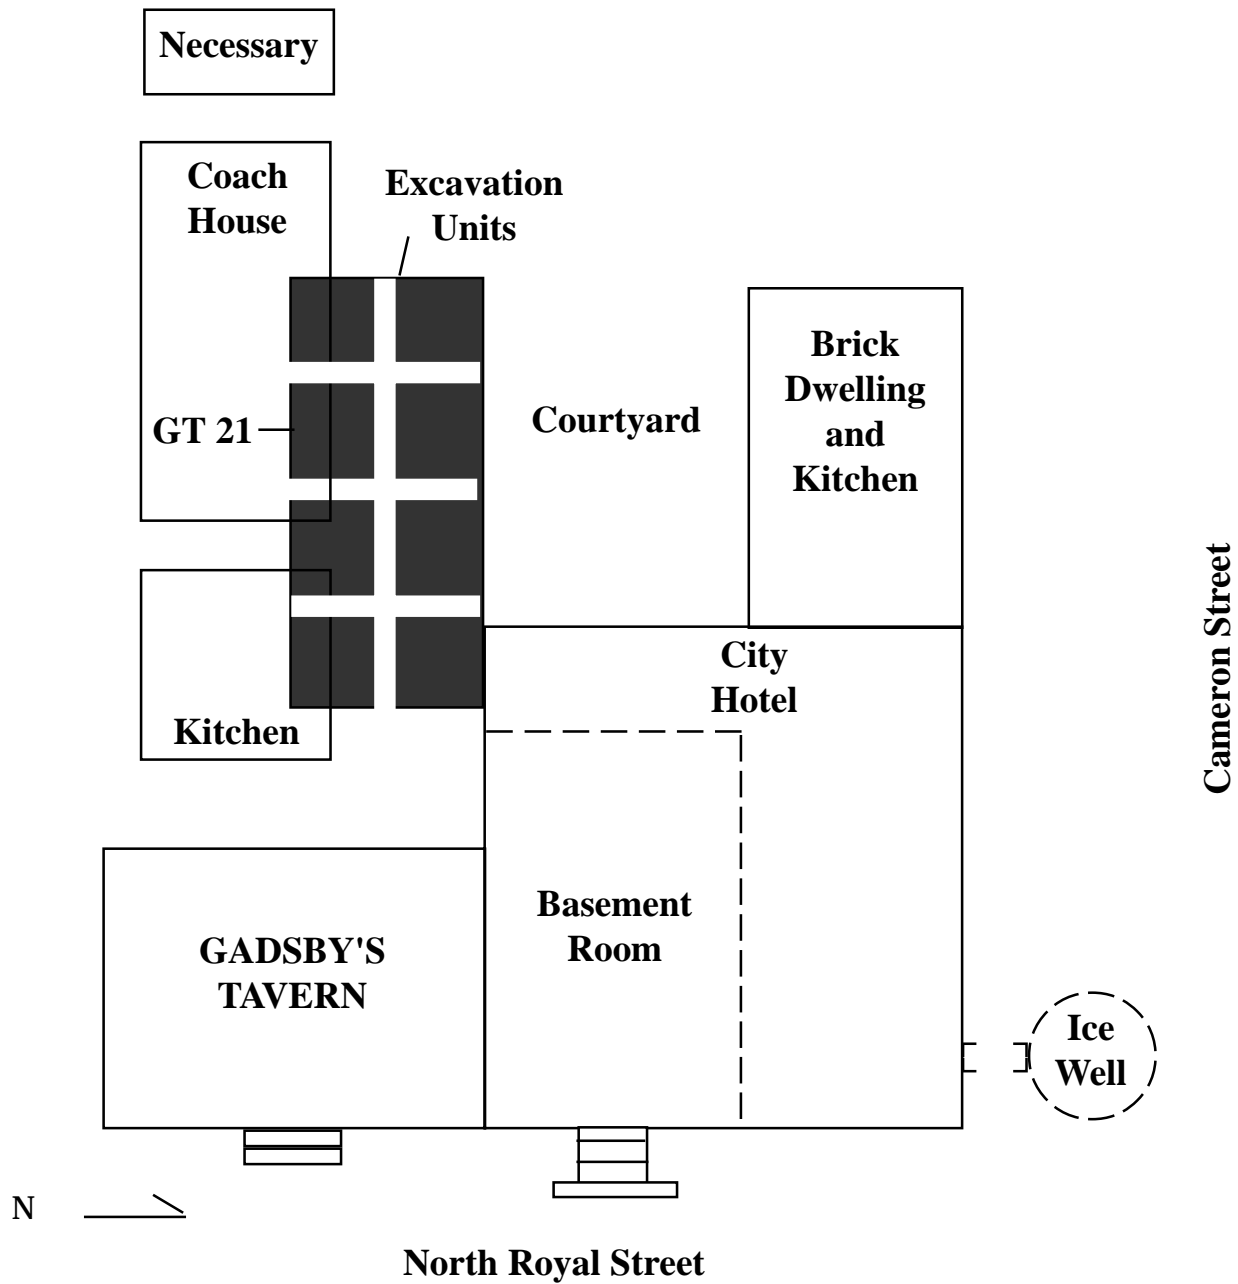 Necessary
Coach
House
Excavation
Units
Brick
Dwelling
and
Kitchen
GT 21
Courtyard
Cameron Street
City
Hotel
Kitchen
Basement
Room
GADSBY'S
TAVERN
Ice
Well
N
North Royal Street